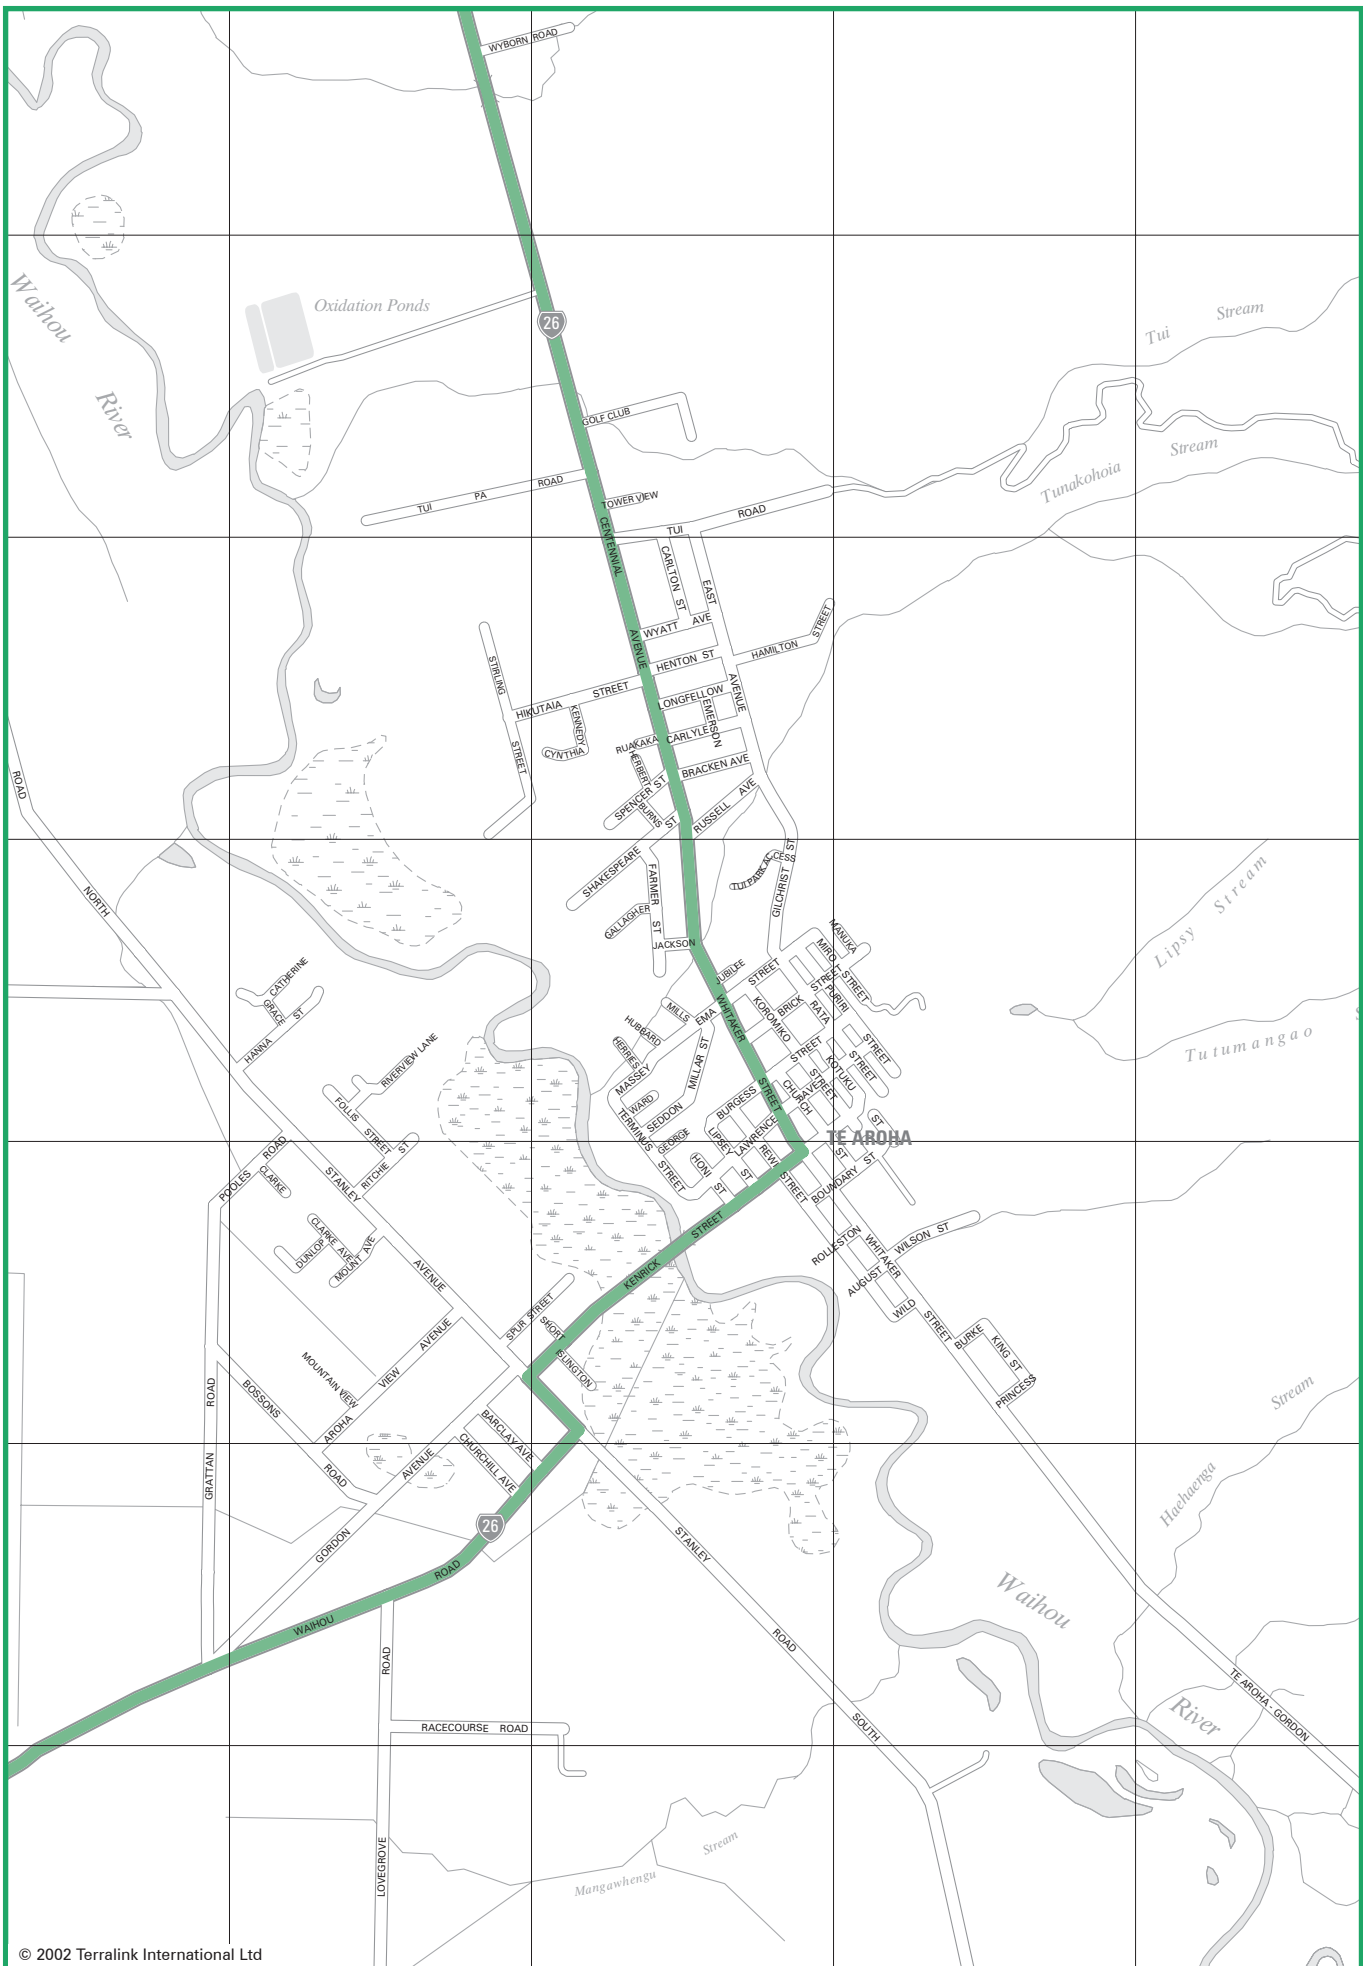 WYBORN ROAD
Waihou
River
Oxidation Ponds
26
Tui Stream
GOLF CLUB
Tunakohoia Stream
TUI PA ROAD
TOWER VIEW
CENTENNIAL
AVENUE
TUI ROAD
CARLTON ST
EAST
AVENUE
WYATT AVE
HENTON ST
HAMILTON STREET
STIRLING
STREET
HIKUTAIA STREET
KENNEDY
CYNTHIA
LONGFELLOW
EMERSON
CARLYLE
RUAKAKA
HERBERT
BRACKEN AVE
SPENCER ST
BURNS ST
RUSSELL AVE
ROAD
NORTH
SHAKESPEARE
FARMER ST
GALLAGHER
JACKSON
TUI PARK ACCESS
GILCHRIST ST
Lipsy Stream
MANUKA
MIRO STREET
JUBILEE
STREET
STREET
PURIRI
STREET
BRICK
RATA
STREET
KOROMIKO
STREET
KOTUKU
STREET
CATHERINE
GRACE
HANNA ST
MILLS
EMA
WHITAKER
STREET
HUBBARD
HERRIES
MASSEY
MILLAR ST
Tutumangao
S
RIVERVIEW LANE
FOLLIS STREET
WARD
SEDDON
TERMINUS
STREET
GEORGE
BURGESS
CHURCH
LAWRENCE
LIPSEY
ST
HONI ST
REWI
STREET
ST
ST
TE AROHA
BOUNDARY ST
POOLES ROAD
CLARKE
STANLEY
AVENUE
RITCHIE ST
CLARKE AVE
DUNLOP
MOUNT AVE
KENRICK
STREET
ROLLESTON
WHITAKER
STREET
WILSON ST
AUGUST
WILD
SPUR STREET
SHORT
ISLINGTON
BURKE
KING ST
PRINCESS
MOUNTAIN VIEW
AROHA VIEW AVENUE
BOSSONS
ROAD
GRATTAN ROAD
BARCLAY AVE
CHURCHILL AVE
GORDON AVENUE
26
Haehaenga Stream
STANLEY
ROAD
SOUTH
WAIHOU ROAD
Waihou
River
TE AROHA - GORDON
RACECOURSE ROAD
LOVEGROVE ROAD
Mangawhengu Stream
© 2002 Terralink International Ltd